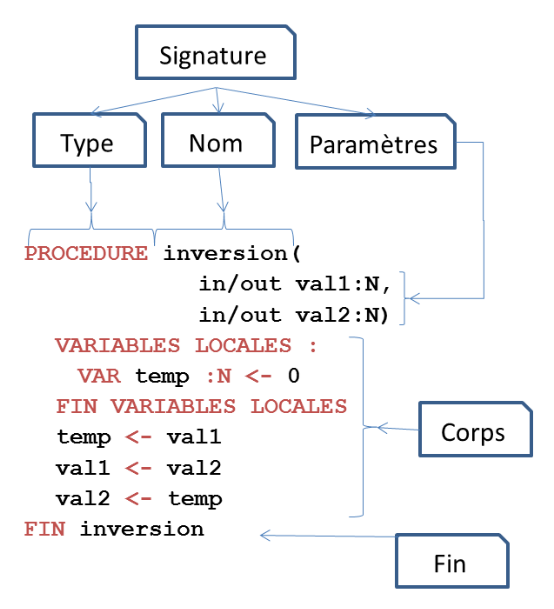 Signature
Type
Nom
Paramètres
PROCEDURE inversion(
in/out val1:N,
in/out val2:N)
VARIABLES LOCALES :
VAR temp :N <- 0
FIN VARIABLES LOCALES
temp <- val1
val1 <- val2
val2 <- temp
FIN inversion
Corps
Fin